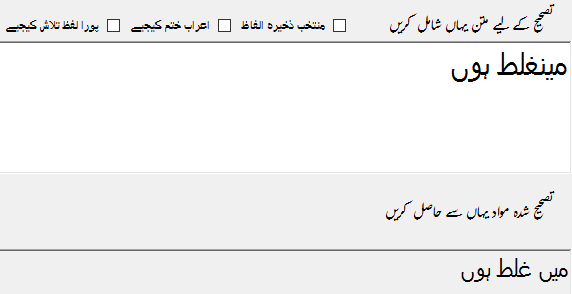 تصحیح کے لیے متن یہاں شامل کریں
منتخب ذخیرہ الفاظ
اعراب ختم کیجیے
پورا لفظ تلاش کیجیے
مینغلط ہوں
تصحیح شدہ مواد یہاں سے حاصل کریں
میں غلط ہوں